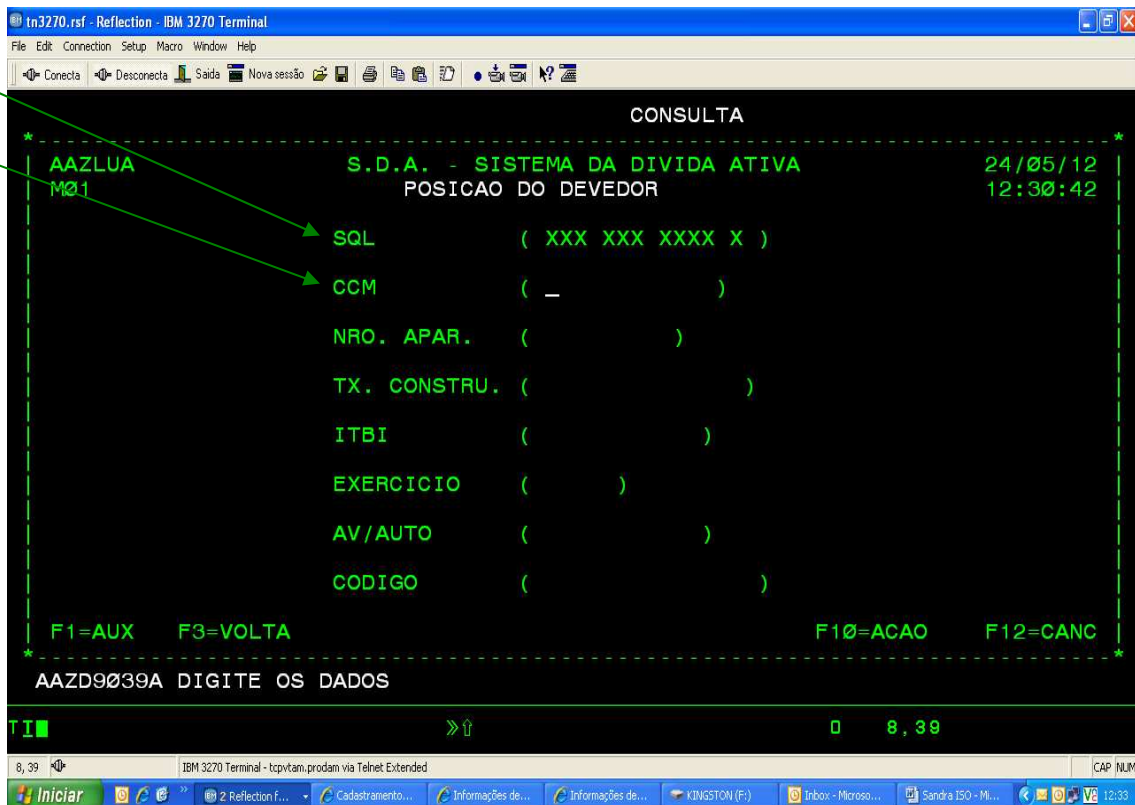 tn3270.rsf - Reflection - IBM 3270 Terminal
File Edit Connection Setup Macro Window Help
Conecta Desconecta Saida Nova sessão
CONSULTA
AAZLUA S.D.A. - SISTEMA DA DIVIDA ATIVA 24/05/12
M01 POSICAO DO DEVEDOR 12:30:42
SQL ( XXX XXX XXXX X )
CCM ( _ )
NRO. APAR. ( )
TX. CONSTRU. ( )
ITBI ( )
EXERCICIO ( )
AV/AUTO ( )
CODIGO ( )
F1=AUX F3=VOLTA F10=ACAO F12=CANC
AAZD9039A DIGITE OS DADOS
8,39
8, 39 IBM 3270 Terminal - tcpvtam.prodam via Telnet Extended CAP NUM
Iniciar 2 Reflection f... Cadastramento... Informações de... Informações de... KINGSTON (F:) Inbox - Microso... Sandra ISO - Mi... 12:33